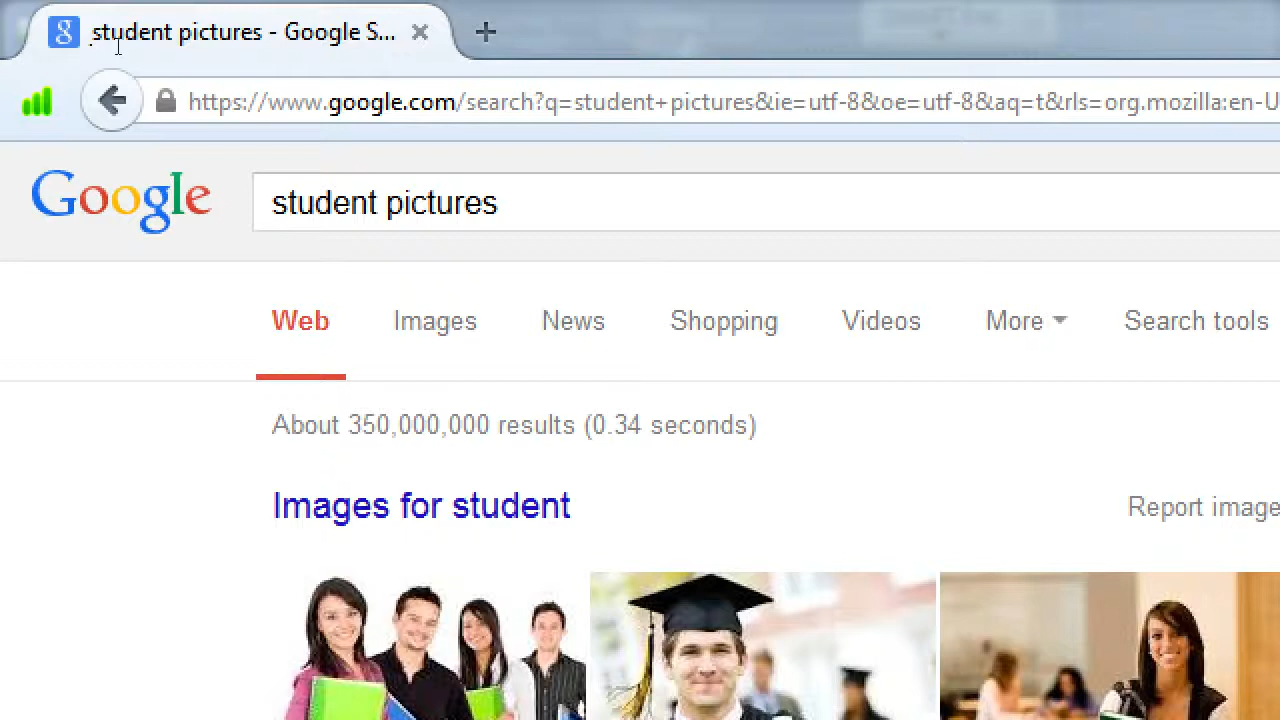 student pictures - Google S...
https://www.google.com/search?q=student+pictures&ie=utf-8&oe=utf-8&aq=t&rls=org.mozilla:en-U
Google
student pictures
Web Images News Shopping Videos More Search tools
About 350,000,000 results (0.34 seconds)
Images for student
Report image